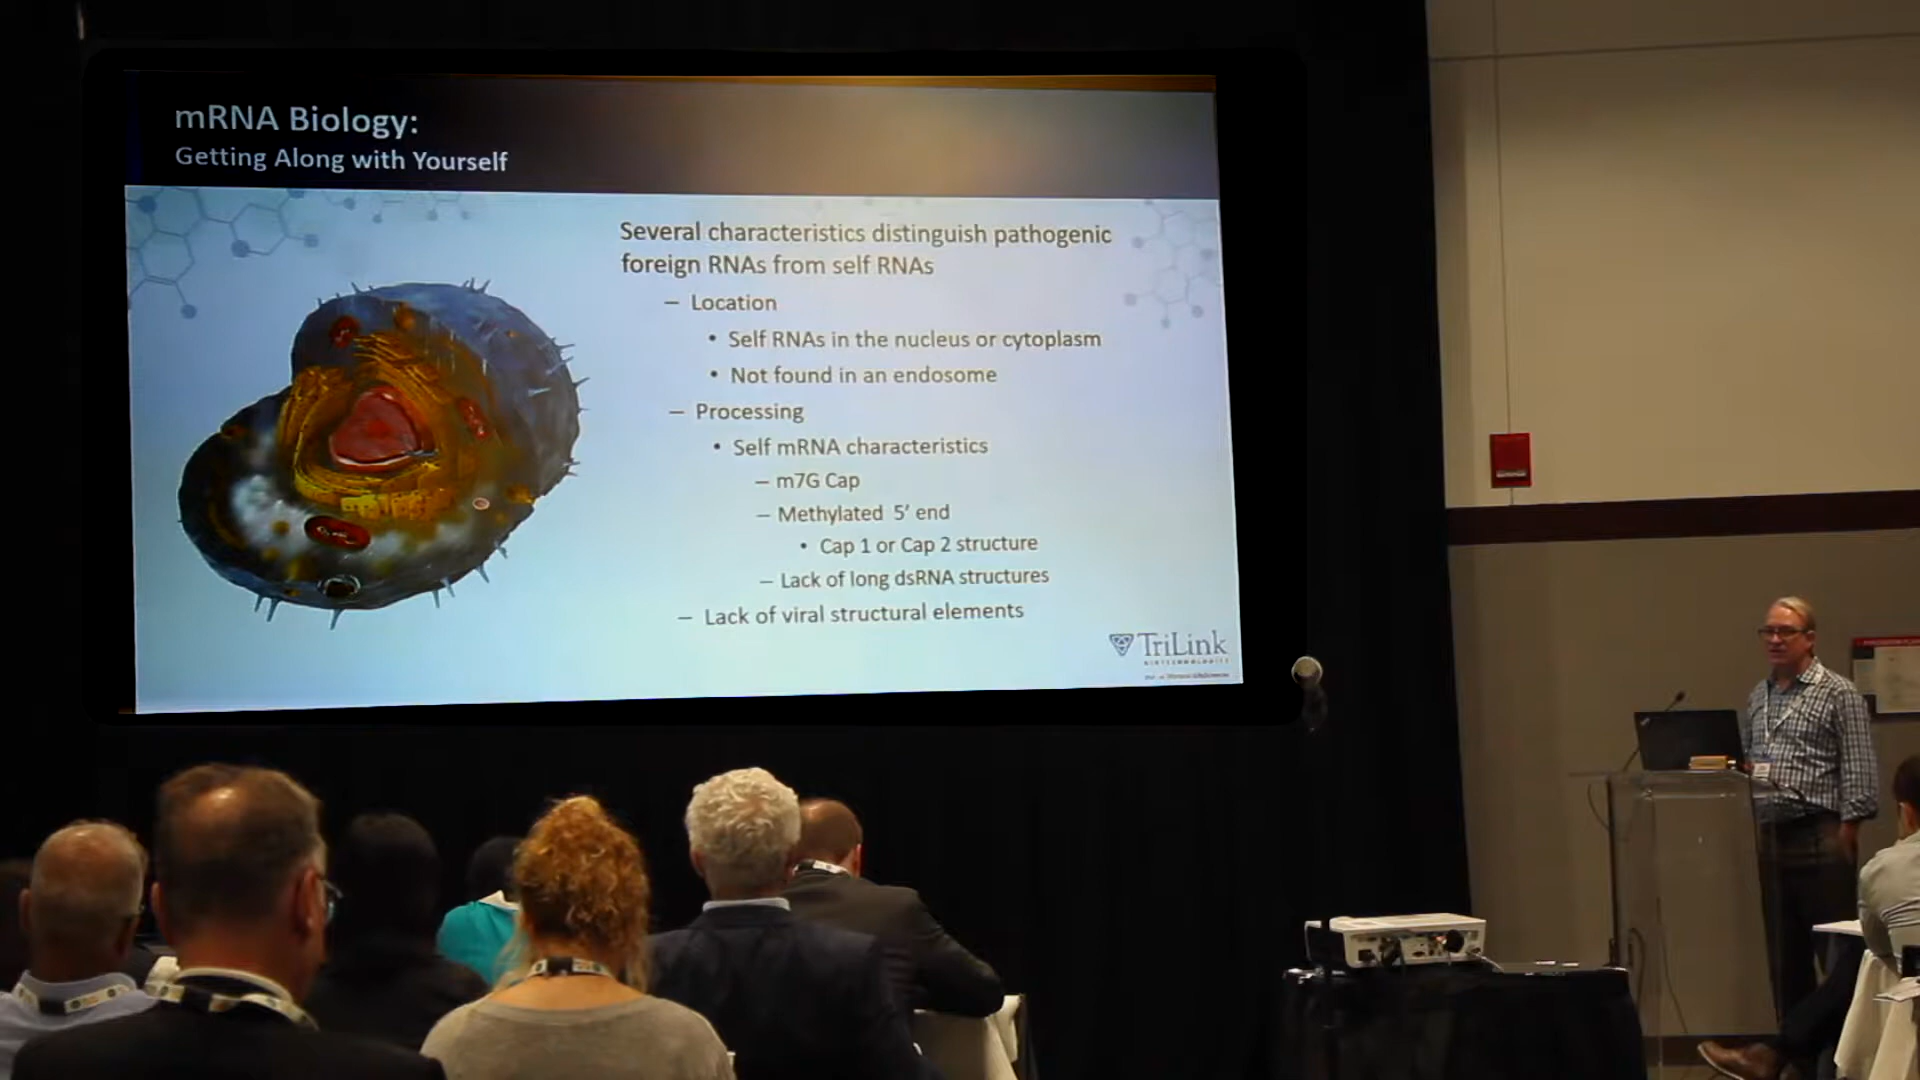 mRNA Biology:
Getting Along with Yourself
Several characteristics distinguish pathogenic
foreign RNAs from self RNAs
– Location
• Self RNAs in the nucleus or cytoplasm
• Not found in an endosome
– Processing
• Self mRNA characteristics
– m7G Cap
– Methylated 5’ end
• Cap 1 or Cap 2 structure
– Lack of long dsRNA structures
– Lack of viral structural elements
TriLink
BIOTECHNOLOGIES